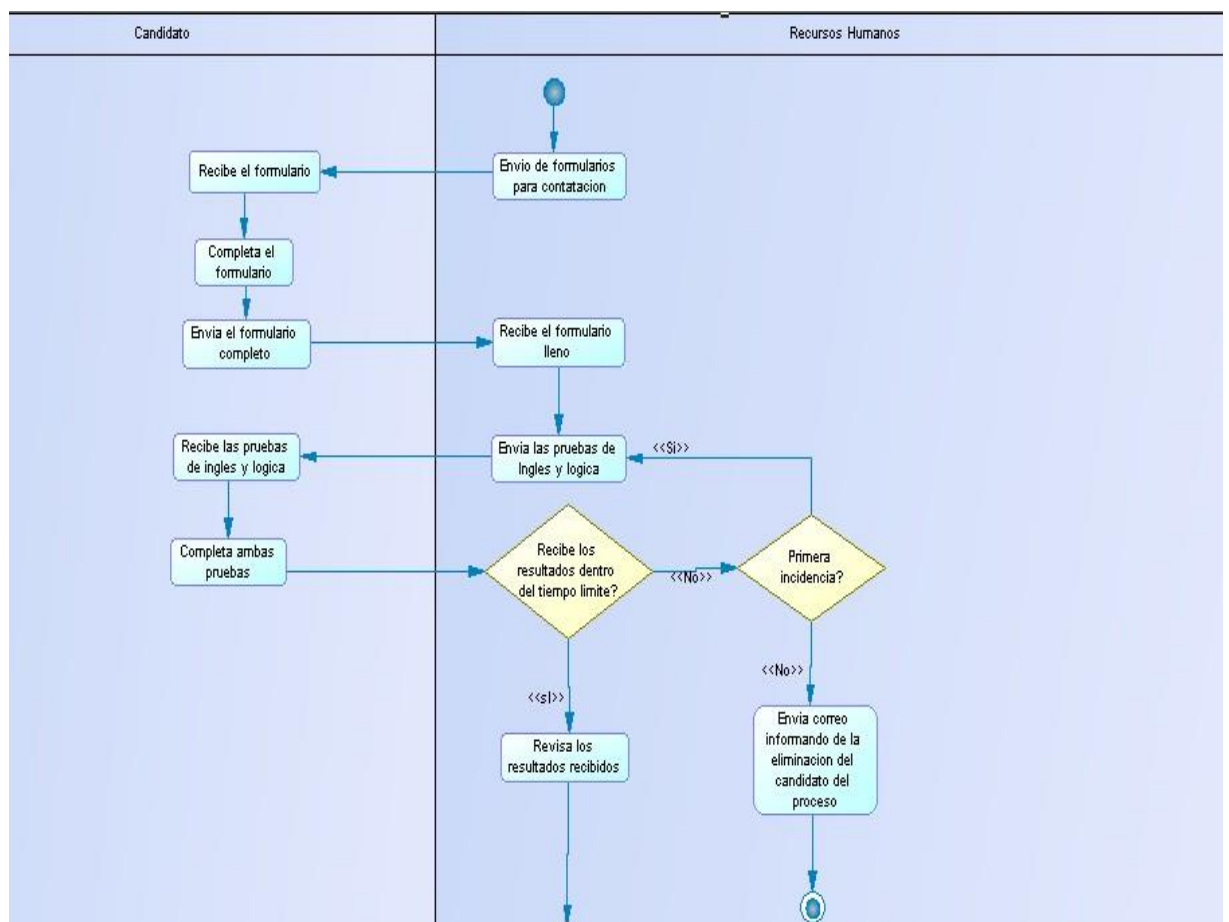 Candidato
Recursos Humanos
Recibe el formulario
Envio de formularios
para contatacion
Completa el
formulario
Envia el formulario
completo
Recibe el formulario
lleno
Recibe las pruebas
de ingles y logica
Envia las pruebas de
Ingles y logica
<<Si>>
Completa ambas
pruebas
Recibe los
resultados dentro
del tiempo limite?
<<No>>
Primera
incidencia?
<<sI>>
<<No>>
Revisa los
resultados recibidos
Envia correo
informando de la
eliminacion del
candidato del
proceso